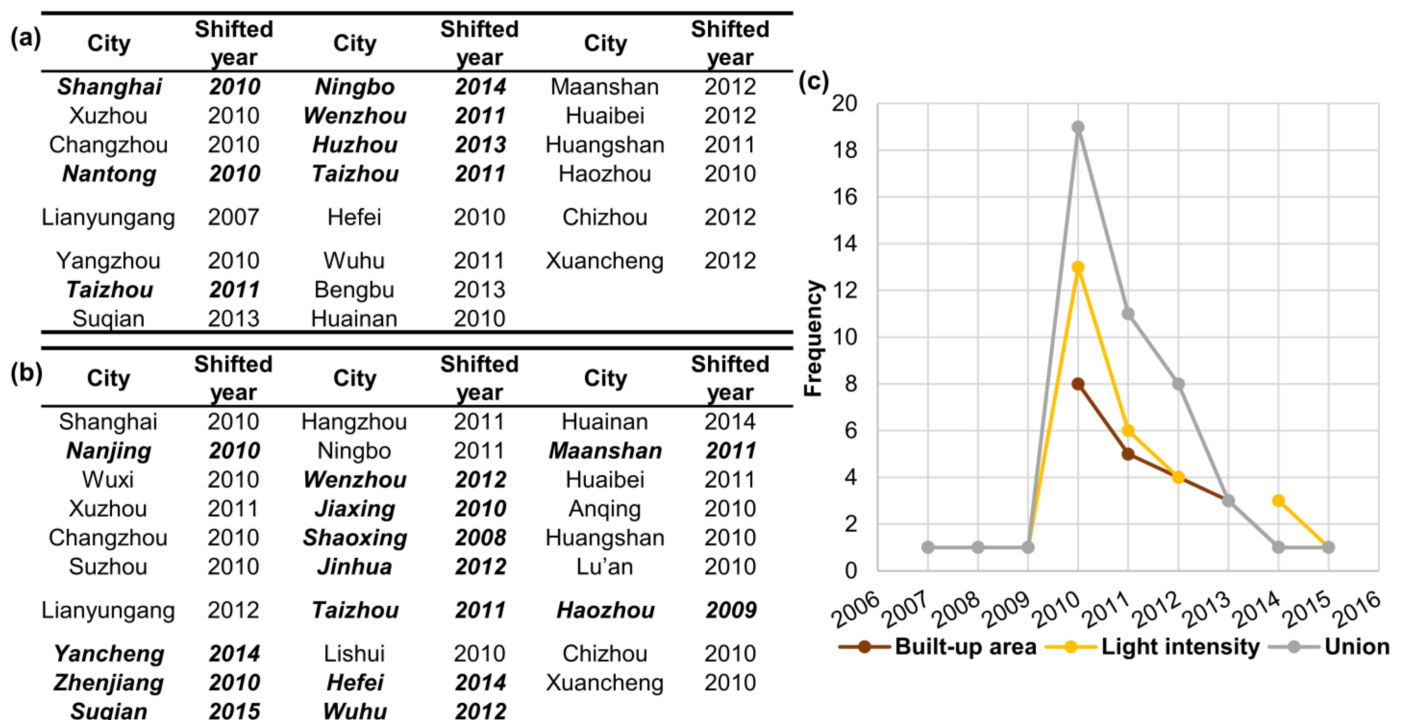 (a) City Shifted year City Shifted year City Shifted year
Shanghai 2010 Ningbo 2014 Maanshan 2012
Xuzhou 2010 Wenzhou 2011 Huaibei 2012
Changzhou 2010 Huzhou 2013 Huangshan 2011
Nantong 2010 Taizhou 2011 Haozhou 2010
Lianyungang 2007 Hefei 2010 Chizhou 2012
Yangzhou 2010 Wuhu 2011 Xuancheng 2012
Taizhou 2011 Bengbu 2013
Suqian 2013 Huainan 2010
(b) City Shifted year City Shifted year City Shifted year
Shanghai 2010 Hangzhou 2011 Huainan 2014
Nanjing 2010 Ningbo 2011 Maanshan 2011
Wuxi 2010 Wenzhou 2012 Huaibei 2011
Xuzhou 2011 Jiaxing 2010 Anqing 2010
Changzhou 2010 Shaoxing 2008 Huangshan 2010
Suzhou 2010 Jinhua 2012 Lu'an 2010
Lianyungang 2012 Taizhou 2011 Haozhou 2009
Yancheng 2014 Lishui 2010 Chizhou 2010
Zhenjiang 2010 Hefei 2014 Xuancheng 2010
Suqian 2015 Wuhu 2012
(c)
20
18
16
14
12
10
8
6
4
2
0
Frequency
2006 2007 2008 2009 2010 2011 2012 2013 2014 2015 2016
Built-up area Light intensity Union